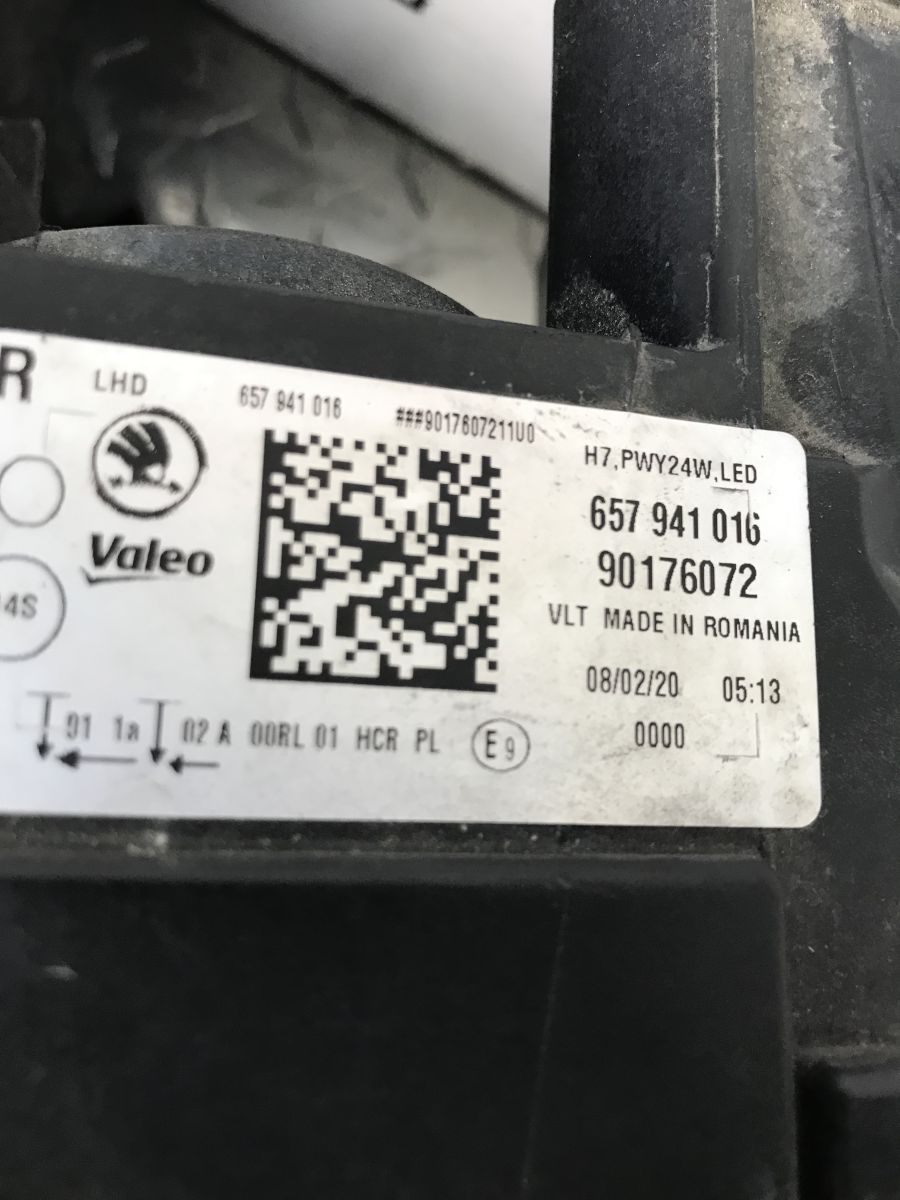 R LHD
657 941 016 ###9017607211U0
H7,PWY24W,LED
657 941 016
90176072
Valeo
4S
VLT MADE IN ROMANIA
08/02/20 05:13
0000
01 1a 02 A 00RL 01 HCR PL E9